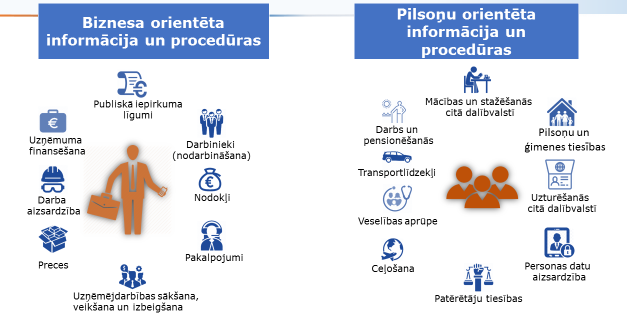 Biznesa orientēta
informācija un procedūras
Publiskā iepirkuma
līgumi
Uzņēmuma
finansēšana
Darbinieki
(nodarbināšana)
Darba
aizsardzība
Nodokļi
Preces
Pakalpojumi
Uzņēmējdarbības sākšana,
veikšana un izbeigšana
Pilsoņu orientēta
informācija un
procedūras
Mācības un stažēšanās
citā dalībvalstī
Darbs un
pensionēšanās
Pilsoņu un
ģimenes tiesības
Transportlīdzekļi
Uzturēšanās
citā dalībvalstī
Veselības aprūpe
Ceļošana
Personas datu
aizsardzība
Patērētāju tiesības